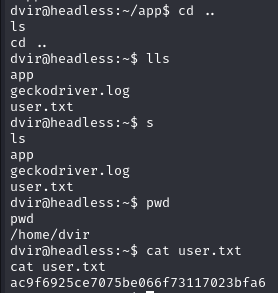 dvir@headless:~/app$ cd ..
ls
cd ..
dvir@headless:~$ lls
app
geckodriver.log
user.txt
dvir@headless:~$ s
ls
app
geckodriver.log
user.txt
dvir@headless:~$ pwd
pwd
/home/dvir
dvir@headless:~$ cat user.txt
cat user.txt
ac9f6925ce7075be066f73117023bfa6